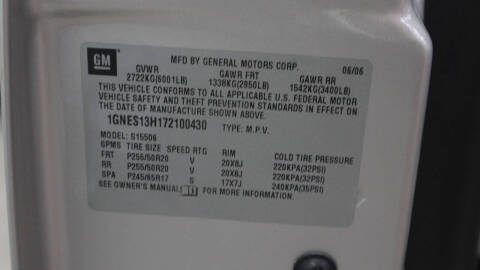 GM
MFD BY GENERAL MOTORS CORP. 06/06
GVWR GAWR FRT GAWR RR
2722KG(6001LB) 1338KG(2950LB) 1542KG(3400LB)
THIS VEHICLE CONFORMS TO ALL APPLICABLE U.S. FEDERAL MOTOR
VEHICLE SAFETY AND THEFT PREVENTION STANDARDS IN EFFECT ON
THE DATE OF MANUFACTURE SHOWN ABOVE.
1GNES13H172100430 TYPE: M.P.V.
MODEL: S15506
SPMS TIRE SIZE SPEED RTG RIM COLD TIRE PRESSURE
FRT P255/50R20 V 20X8J 220KPA(32PSI)
RR P255/50R20 V 20X8J 220KPA(32PSI)
SPA P245/65R17 S 17X7J 240KPA(35PSI)
SEE OWNER'S MANUAL FOR MORE INFORMATION.